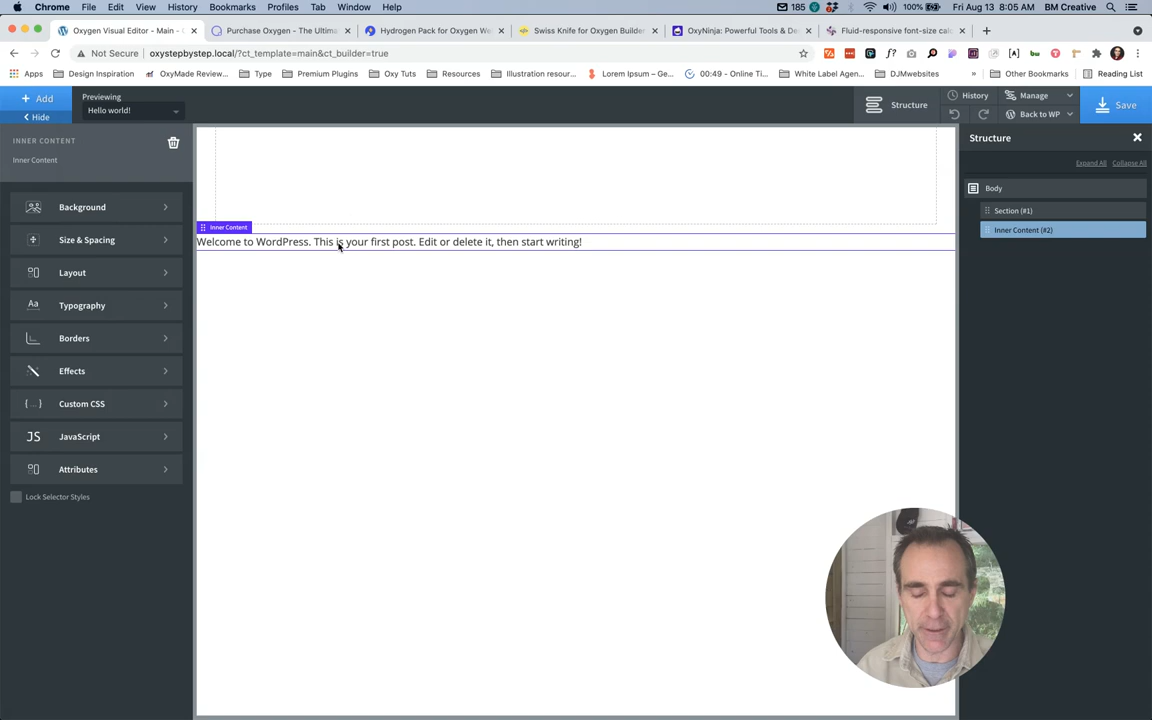 Chrome File Edit View History Bookmarks Profiles Tab Window Help 185 100% Fri Aug 13 8:05 AM BM Creative
Oxygen Visual Editor - Main - Purchase Oxygen - The Ultima Hydrogen Pack for Oxygen We Swiss Knife for Oxygen Builder OxyNinja: Powerful Tools & De Fluid-responsive font-size calc
Not Secure oxystepbystep.local/?ct_template=main&ct_builder=true
Apps Design Inspiration OxyMade Review... Type Premium Plugins Oxy Tuts Resources Illustration resour... Lorem Ipsum – Ge... 00:49 - Online Ti... White Label Agen... DJMwebsites » Other Bookmarks Reading List
+ Add
Hide
Previewing
Hello world!
Structure
History
Manage
Back to WP
Save
INNER CONTENT
Inner Content
Background
Size & Spacing
Layout
Aa Typography
Borders
Effects
{...} Custom CSS
JS JavaScript
Attributes
Lock Selector Styles
Inner Content
Welcome to WordPress. This is your first post. Edit or delete it, then start writing!
Structure
Expand All Collapse All
Body
Section (#1)
Inner Content (#2)